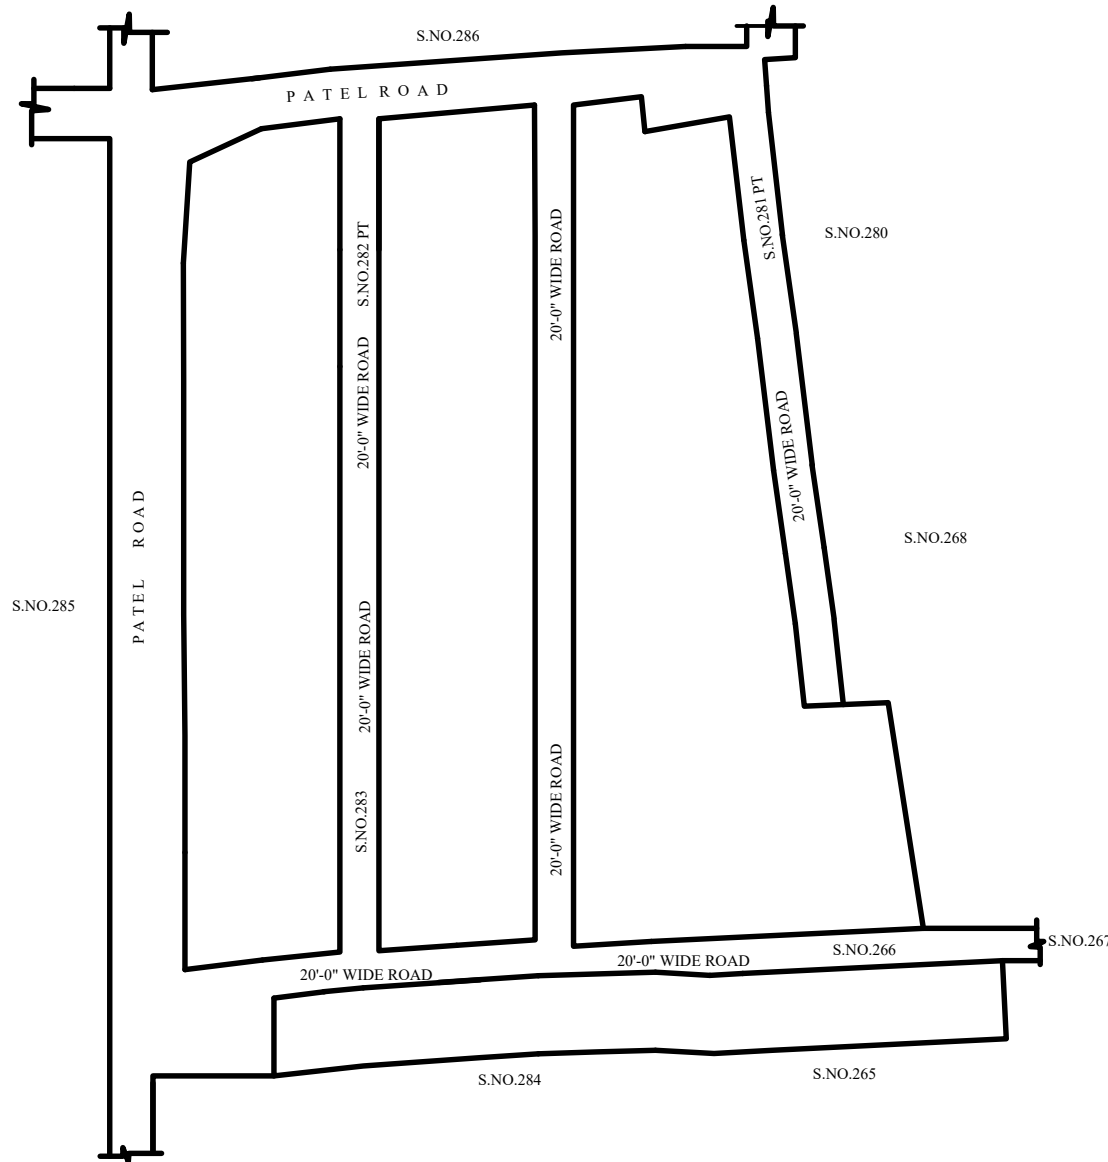 S.NO.286
PATEL ROAD
S.NO.281 PT
S.NO.280
20'-0" WIDE ROAD
S.NO.282 PT
20'-0" WIDE ROAD
20'-0" WIDE ROAD
PATEL ROAD
S.NO.268
S.NO.285
20'-0" WIDE ROAD
20'-0" WIDE ROAD
S.NO.283
S.NO.267
S.NO.266
20'-0" WIDE ROAD
20'-0" WIDE ROAD
S.NO.284
S.NO.265